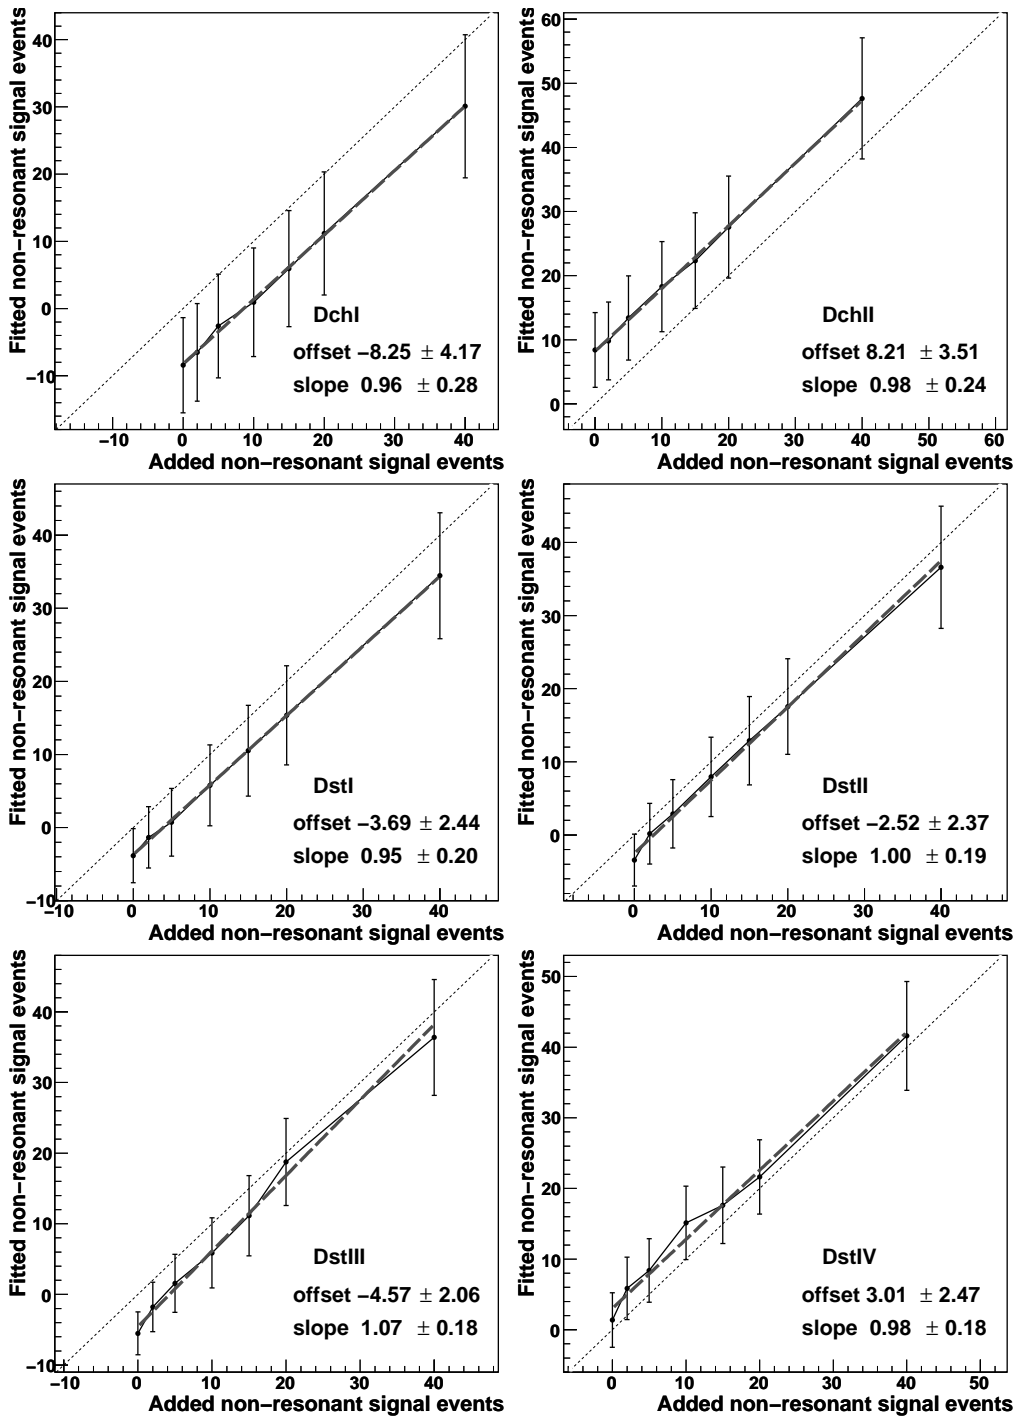 Fitted non−resonant signal events
40
30
20
10
0
−10
DchI
offset −8.25 ± 4.17
slope 0.96 ± 0.28
−10 0 10 20 30 40
Added non−resonant signal events
Fitted non−resonant signal events
60
50
40
30
20
10
0
DchII
offset 8.21 ± 3.51
slope 0.98 ± 0.24
0 10 20 30 40 50 60
Added non−resonant signal events
Fitted non−resonant signal events
40
30
20
10
0
−10
DstI
offset −3.69 ± 2.44
slope 0.95 ± 0.20
−10 0 10 20 30 40
Added non−resonant signal events
Fitted non−resonant signal events
40
30
20
10
0
DstII
offset −2.52 ± 2.37
slope 1.00 ± 0.19
0 10 20 30 40
Added non−resonant signal events
Fitted non−resonant signal events
40
30
20
10
0
−10
DstIII
offset −4.57 ± 2.06
slope 1.07 ± 0.18
−10 0 10 20 30 40
Added non−resonant signal events
Fitted non−resonant signal events
50
40
30
20
10
0
DstIV
offset 3.01 ± 2.47
slope 0.98 ± 0.18
0 10 20 30 40 50
Added non−resonant signal events